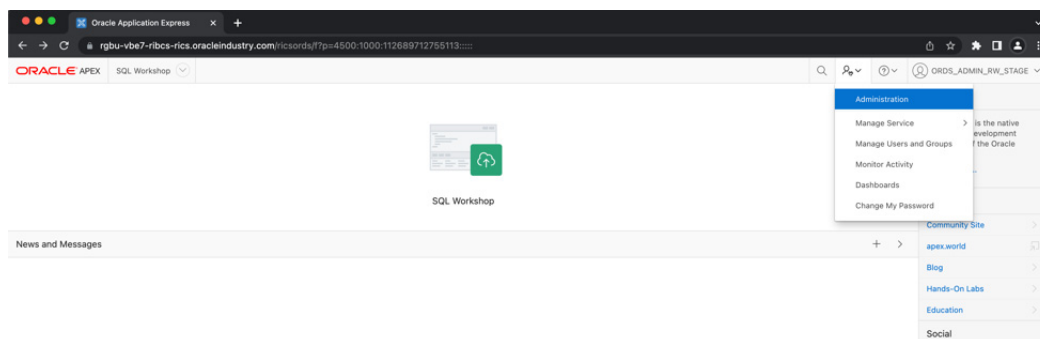 Oracle Application Express
rgbu-vbe7-ribcs-rics.oracleindustry.com/ricsords/f?p=4500:1000:112689712755113:::::
ORACLE APEX SQL Workshop ORDS_ADMIN_RW_STAGE
Administration
Manage Service is the native
evelopment
Manage Users and Groups f the Oracle
Monitor Activity
Dashboards
Change My Password
SQL Workshop
Community Site
News and Messages
apex.world
Blog
Hands-On Labs
Education
Social